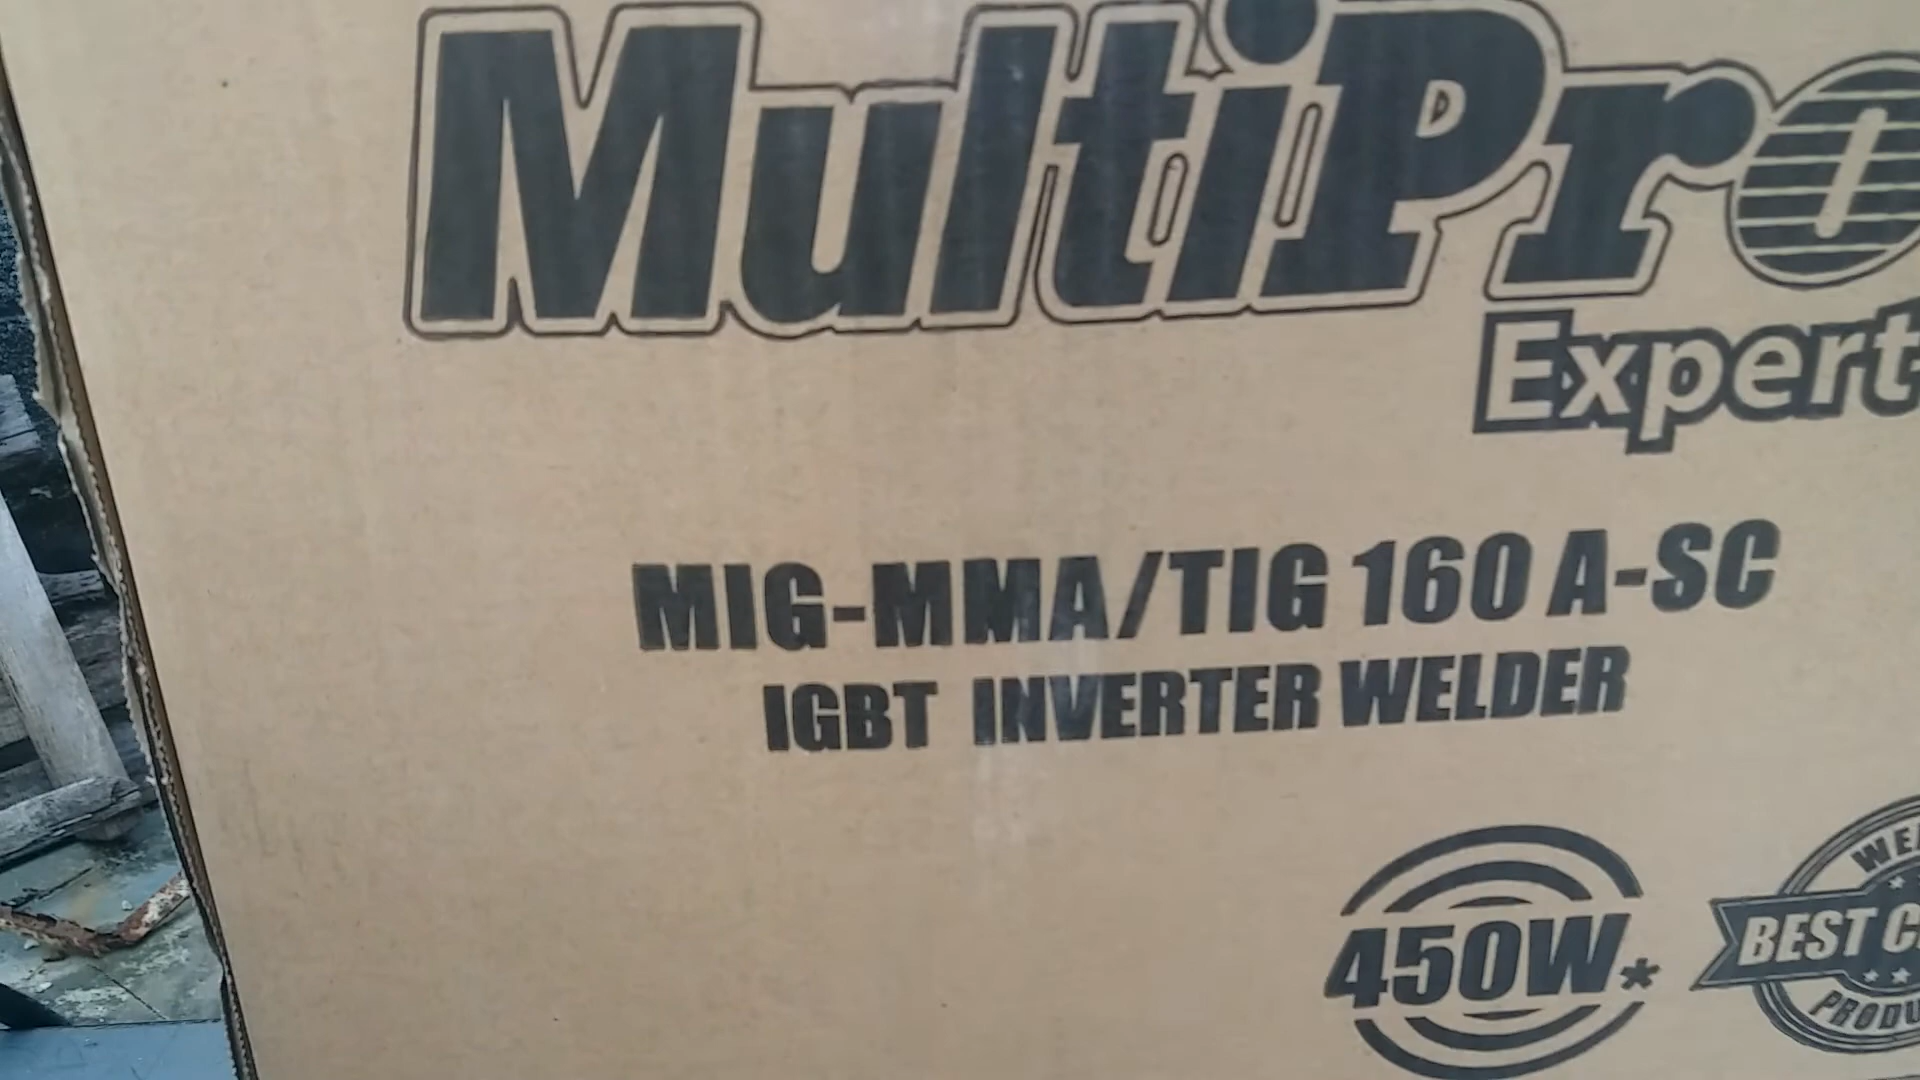 MultiPro
Expert
MIG-MMA/TIG 160 A-SC
IGBT INVERTER WELDER
450W*
BEST